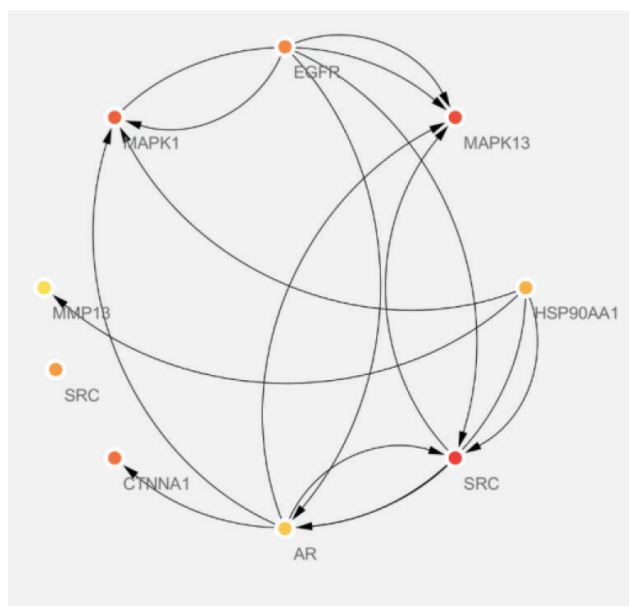 EGFR
MAPK1
MAPK13
MMP13
HSP90AA1
SRC
CTNNA1
SRC
AR